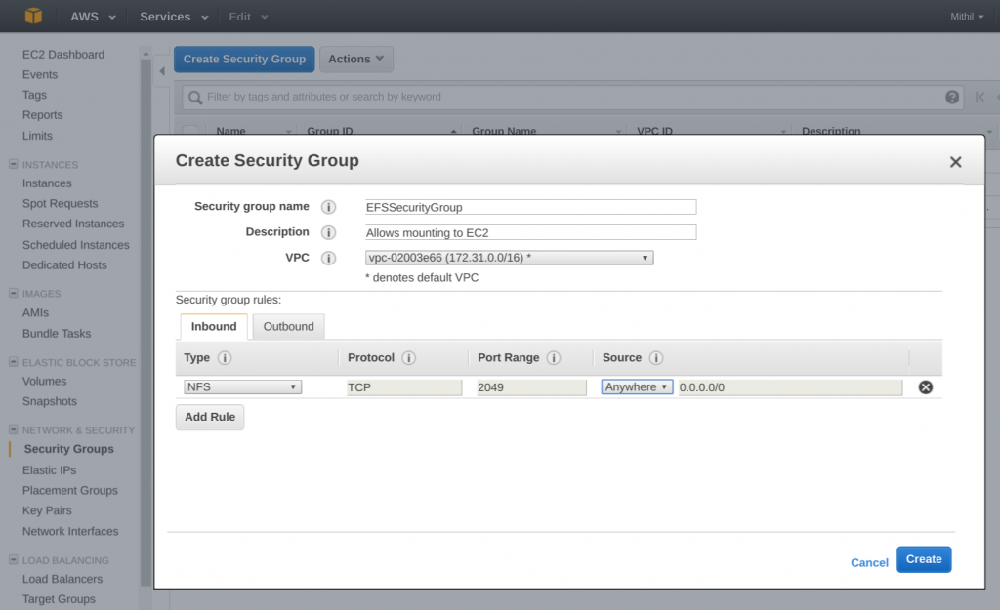 AWS Services Edit Mithil
EC2 Dashboard
Events
Tags
Reports
Limits
INSTANCES
Instances
Spot Requests
Reserved Instances
Scheduled Instances
Dedicated Hosts
IMAGES
AMIs
Bundle Tasks
ELASTIC BLOCK STORE
Volumes
Snapshots
NETWORK & SECURITY
Security Groups
Elastic IPs
Placement Groups
Key Pairs
Network Interfaces
LOAD BALANCING
Load Balancers
Target Groups
Create Security Group Actions
Filter by tags and attributes or search by keyword
Name Group ID Group Name VPC ID Description
Create Security Group
Security group name EFSSecurityGroup
Description Allows mounting to EC2
VPC vpc-02003e66 (172.31.0.0/16) *
* denotes default VPC
Security group rules:
Inbound Outbound
Type Protocol Port Range Source
NFS TCP 2049 Anywhere 0.0.0.0/0
Add Rule
Cancel Create